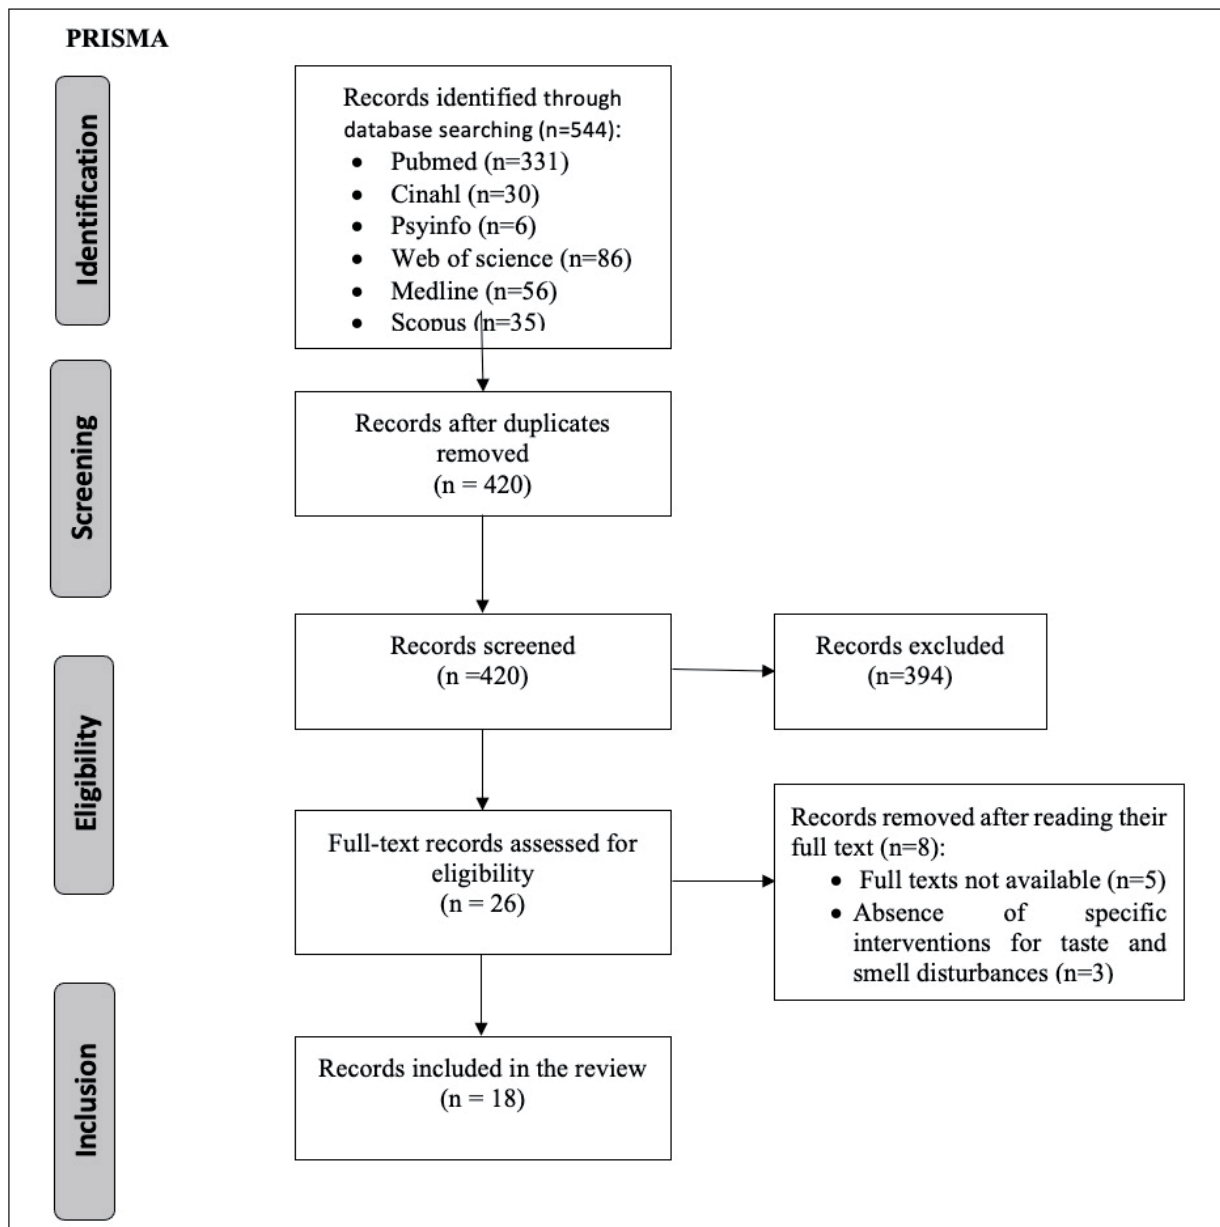 PRISMA
Identification
Records identified through
database searching (n=544):
• Pubmed (n=331)
• Cinahl (n=30)
• Psyinfo (n=6)
• Web of science (n=86)
• Medline (n=56)
• Scopus (n=35)
Screening
Records after duplicates
removed
(n = 420)
Records screened
(n =420)
Records excluded
(n=394)
Eligibility
Full-text records assessed for
eligibility
(n = 26)
Records removed after reading their
full text (n=8):
• Full texts not available (n=5)
• Absence of specific
interventions for taste and
smell disturbances (n=3)
Inclusion
Records included in the review
(n = 18)